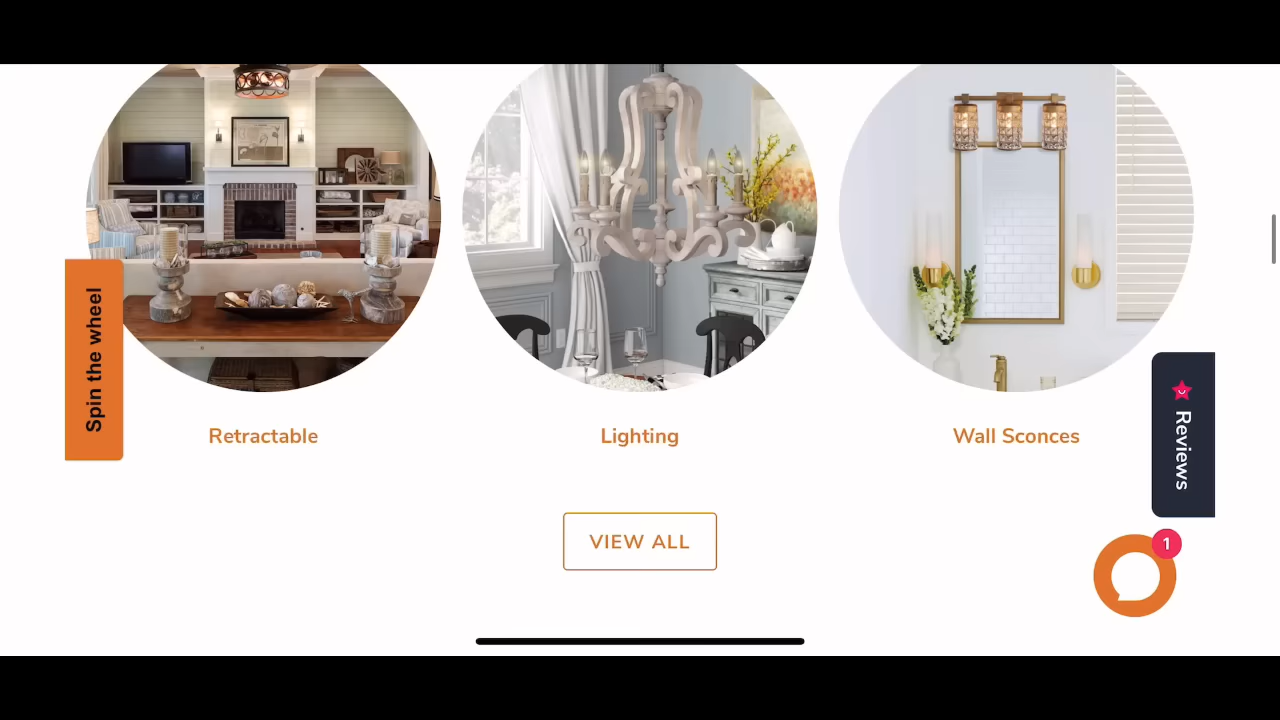 Spin the wheel
Retractable
Lighting
Wall Sconces
Reviews
VIEW ALL
1